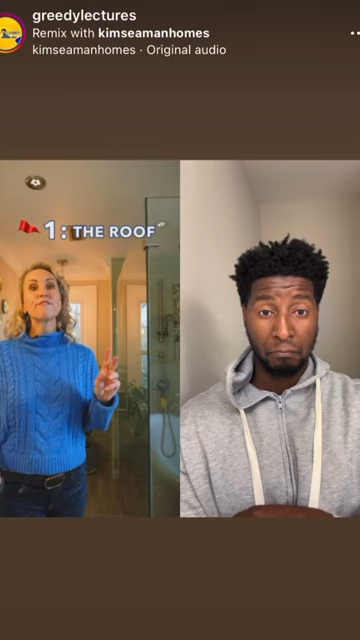 greedylectures
Remix with kimseamanhomes
kimseamanhomes · Original audio
1: THE ROOF